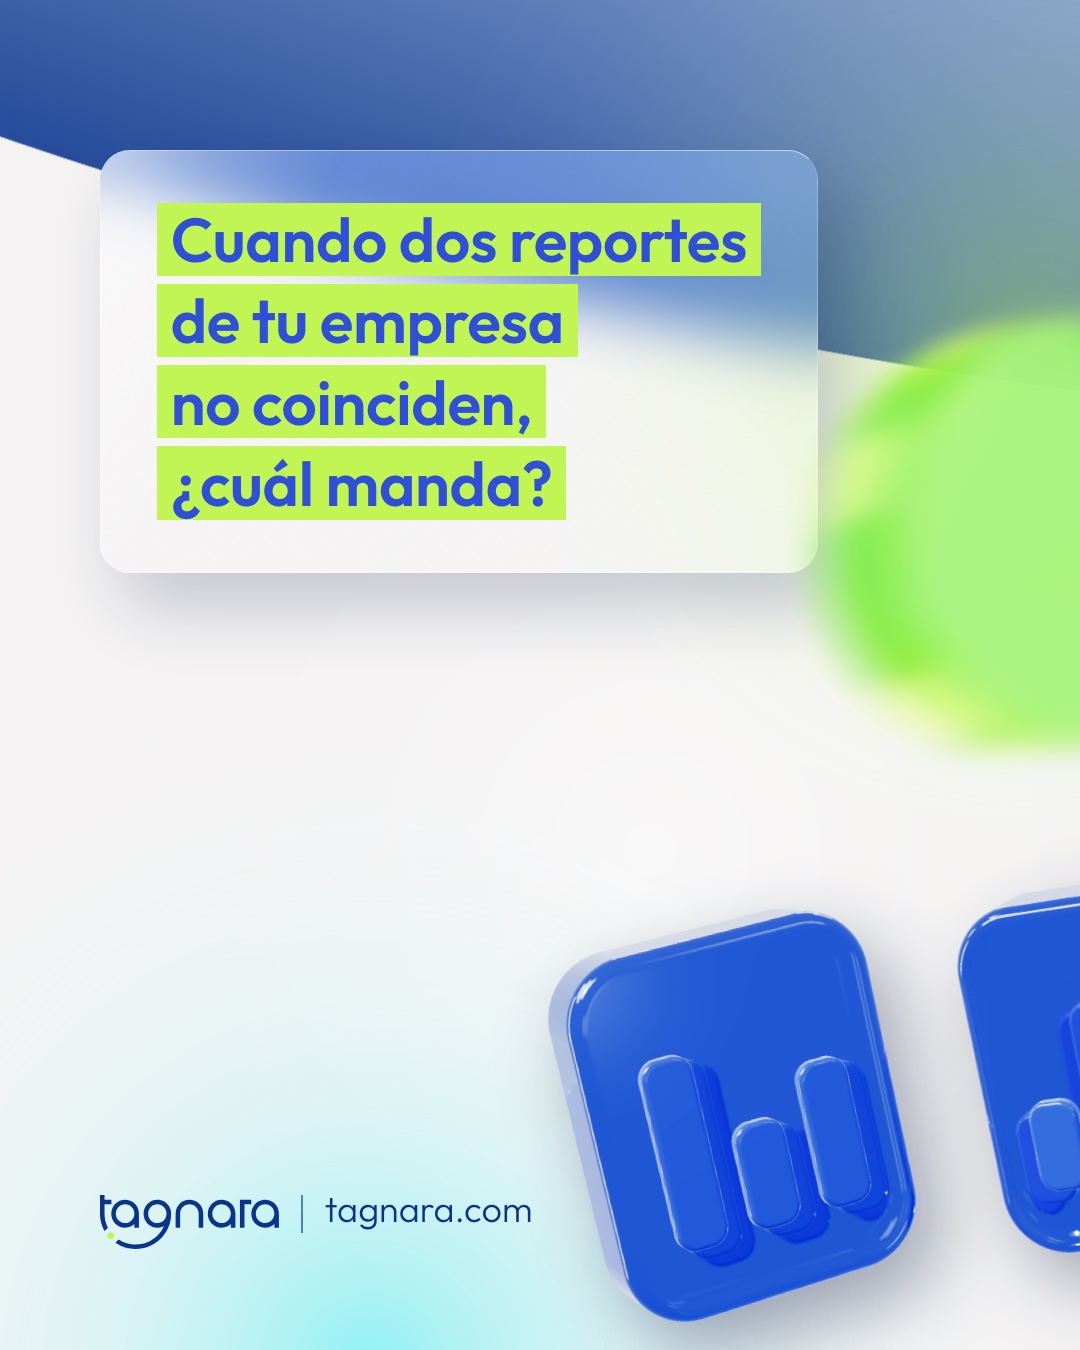 Cuando dos reportes
de tu empresa
no coinciden,
¿cuál manda?
tagnara | tagnara.com